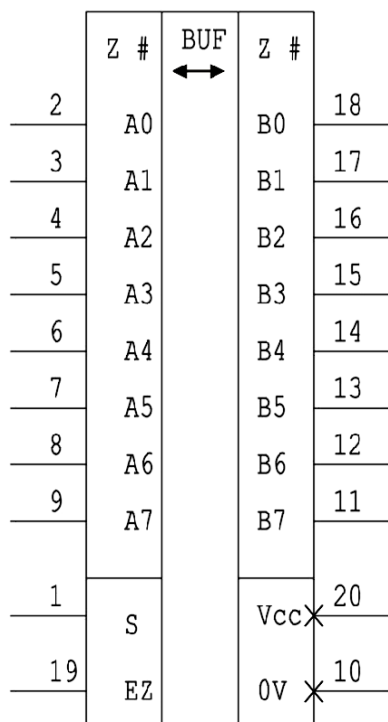 Z # BUF Z #
2 A0 B0 18
3 A1 B1 17
4 A2 B2 16
5 A3 B3 15
6 A4 B4 14
7 A5 B5 13
8 A6 B6 12
9 A7 B7 11
1 S Vcc 20
19 EZ 0V 10